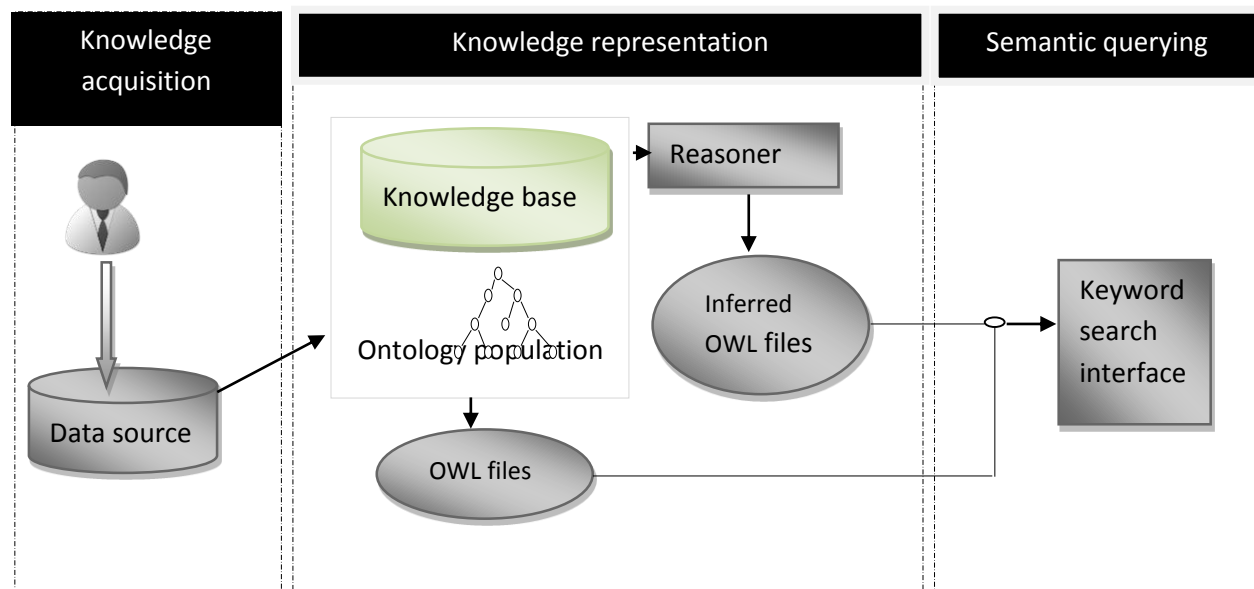 Knowledge
acquisition
Knowledge representation
Semantic querying
Knowledge base
Ontology population
Reasoner
Inferred
OWL files
Keyword
search
interface
Data source
OWL files